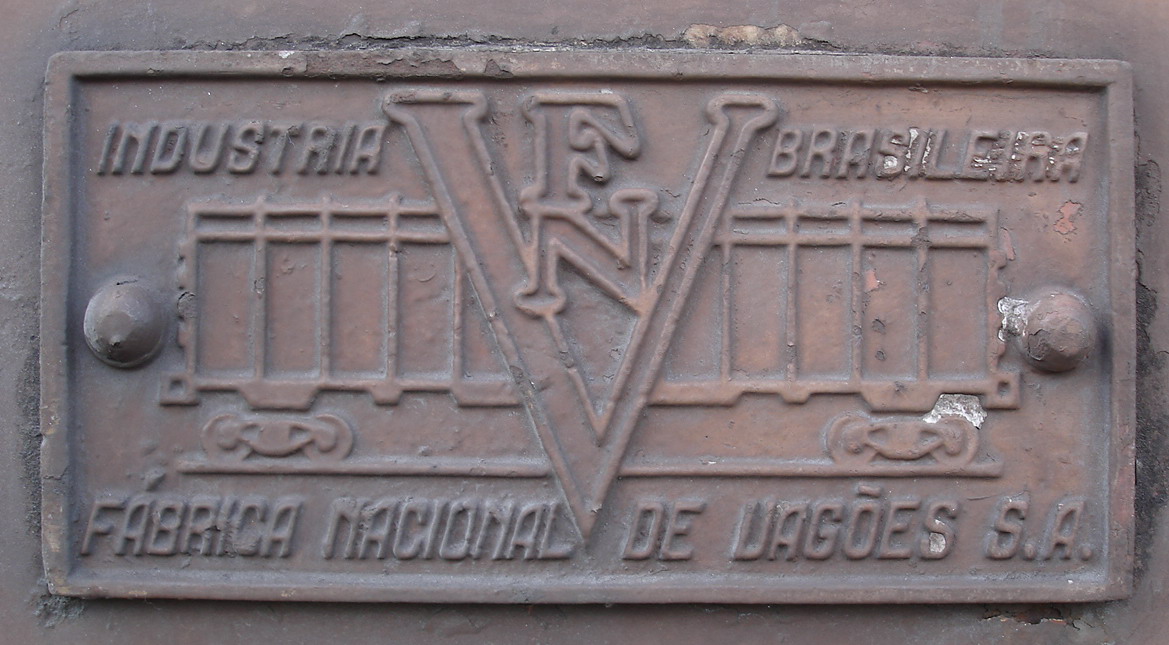 INDUSTRIA BRASILEIRA
FNV
FÁBRICA NACIONAL DE VAGÕES S.A.